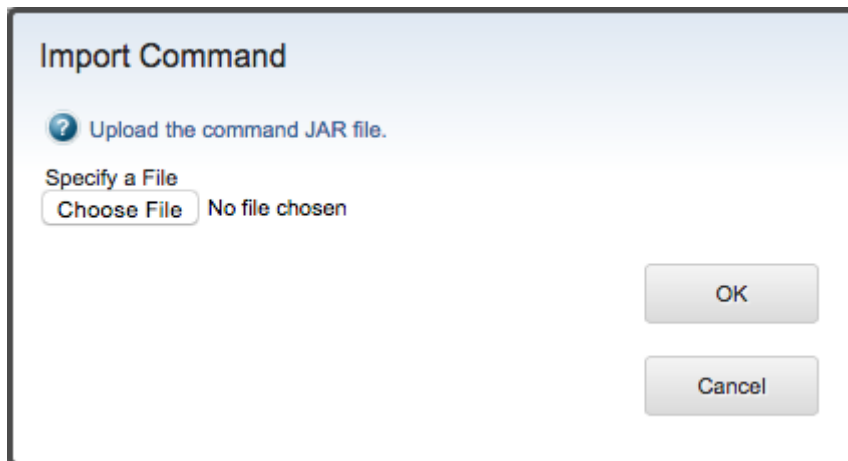 Import Command
? Upload the command JAR file.
Specify a File
Choose File No file chosen
OK
Cancel